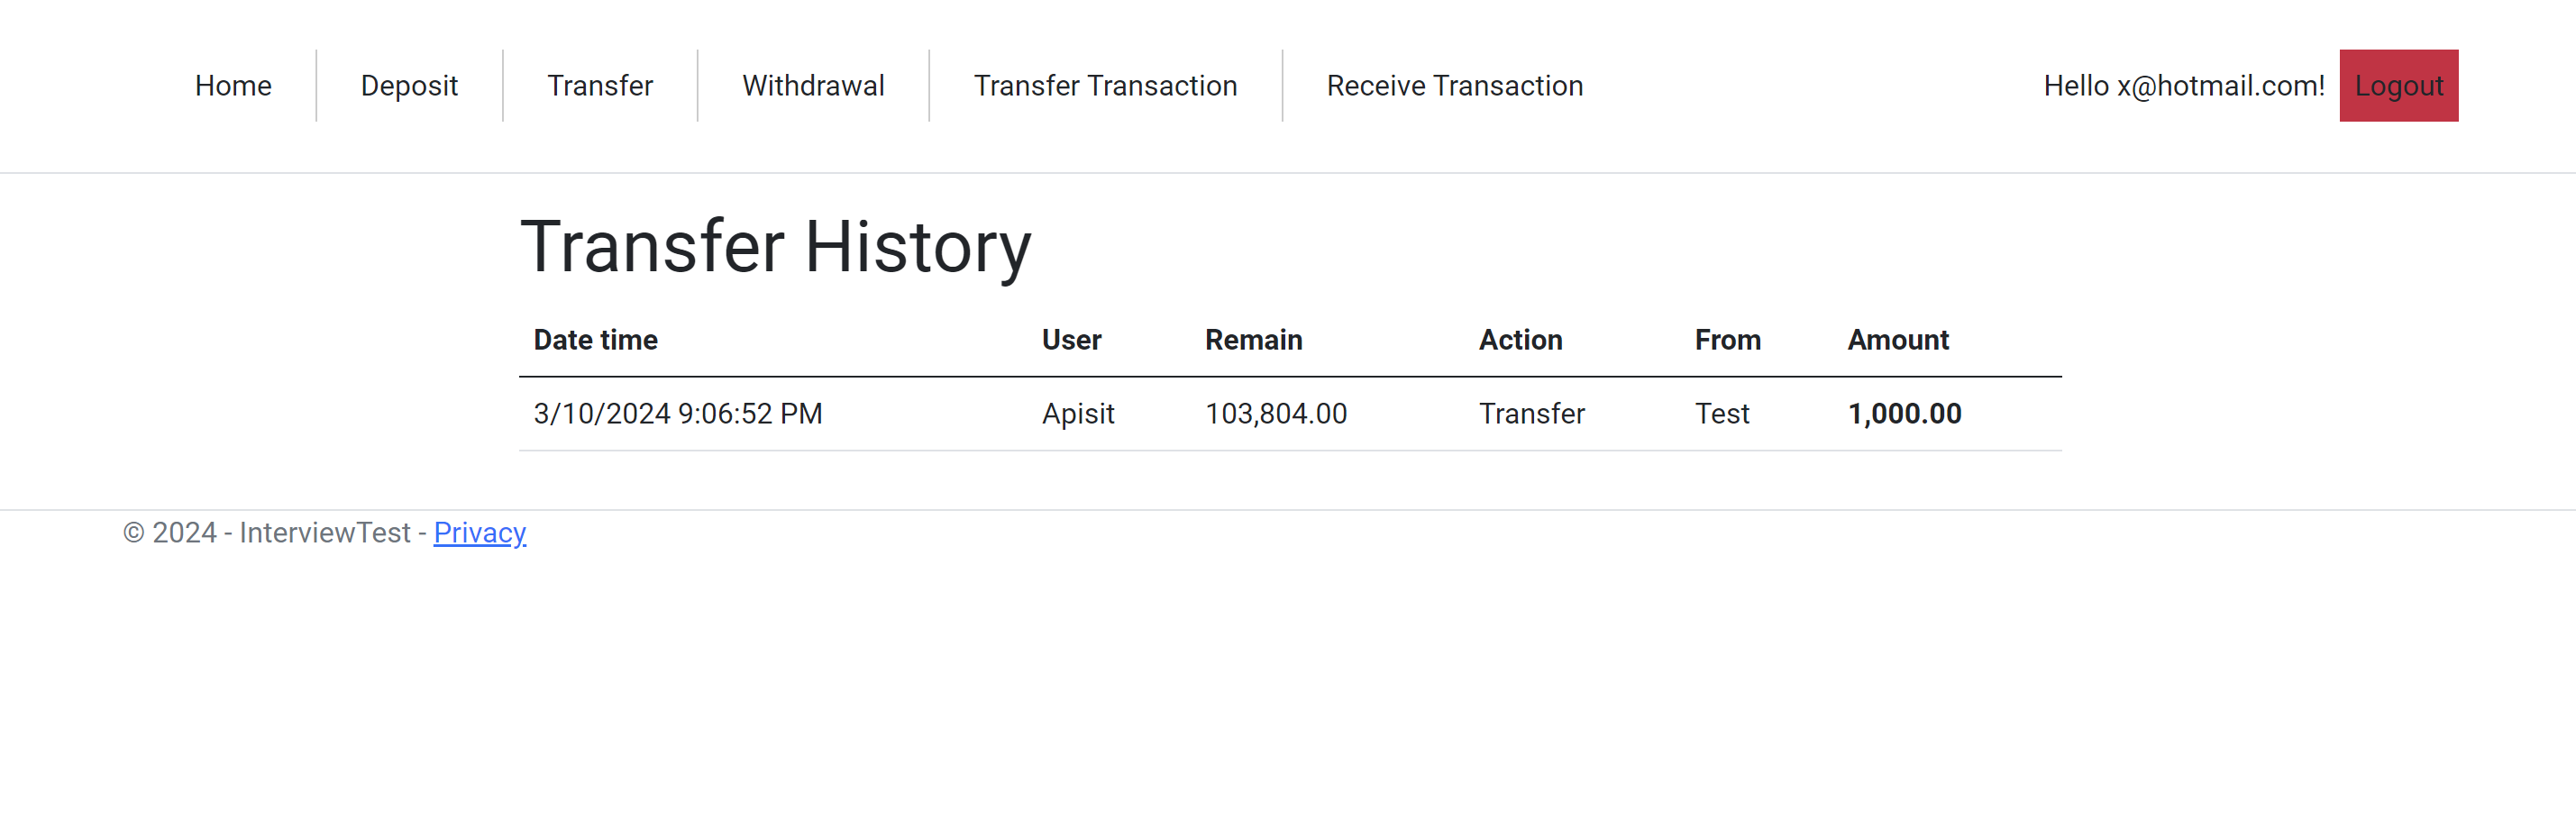 Home Deposit Transfer Withdrawal Transfer Transaction Receive Transaction Hello x@hotmail.com! Logout
Transfer History
Date time User Remain Action From Amount
3/10/2024 9:06:52 PM Apisit 103,804.00 Transfer Test 1,000.00
© 2024 - InterviewTest - Privacy